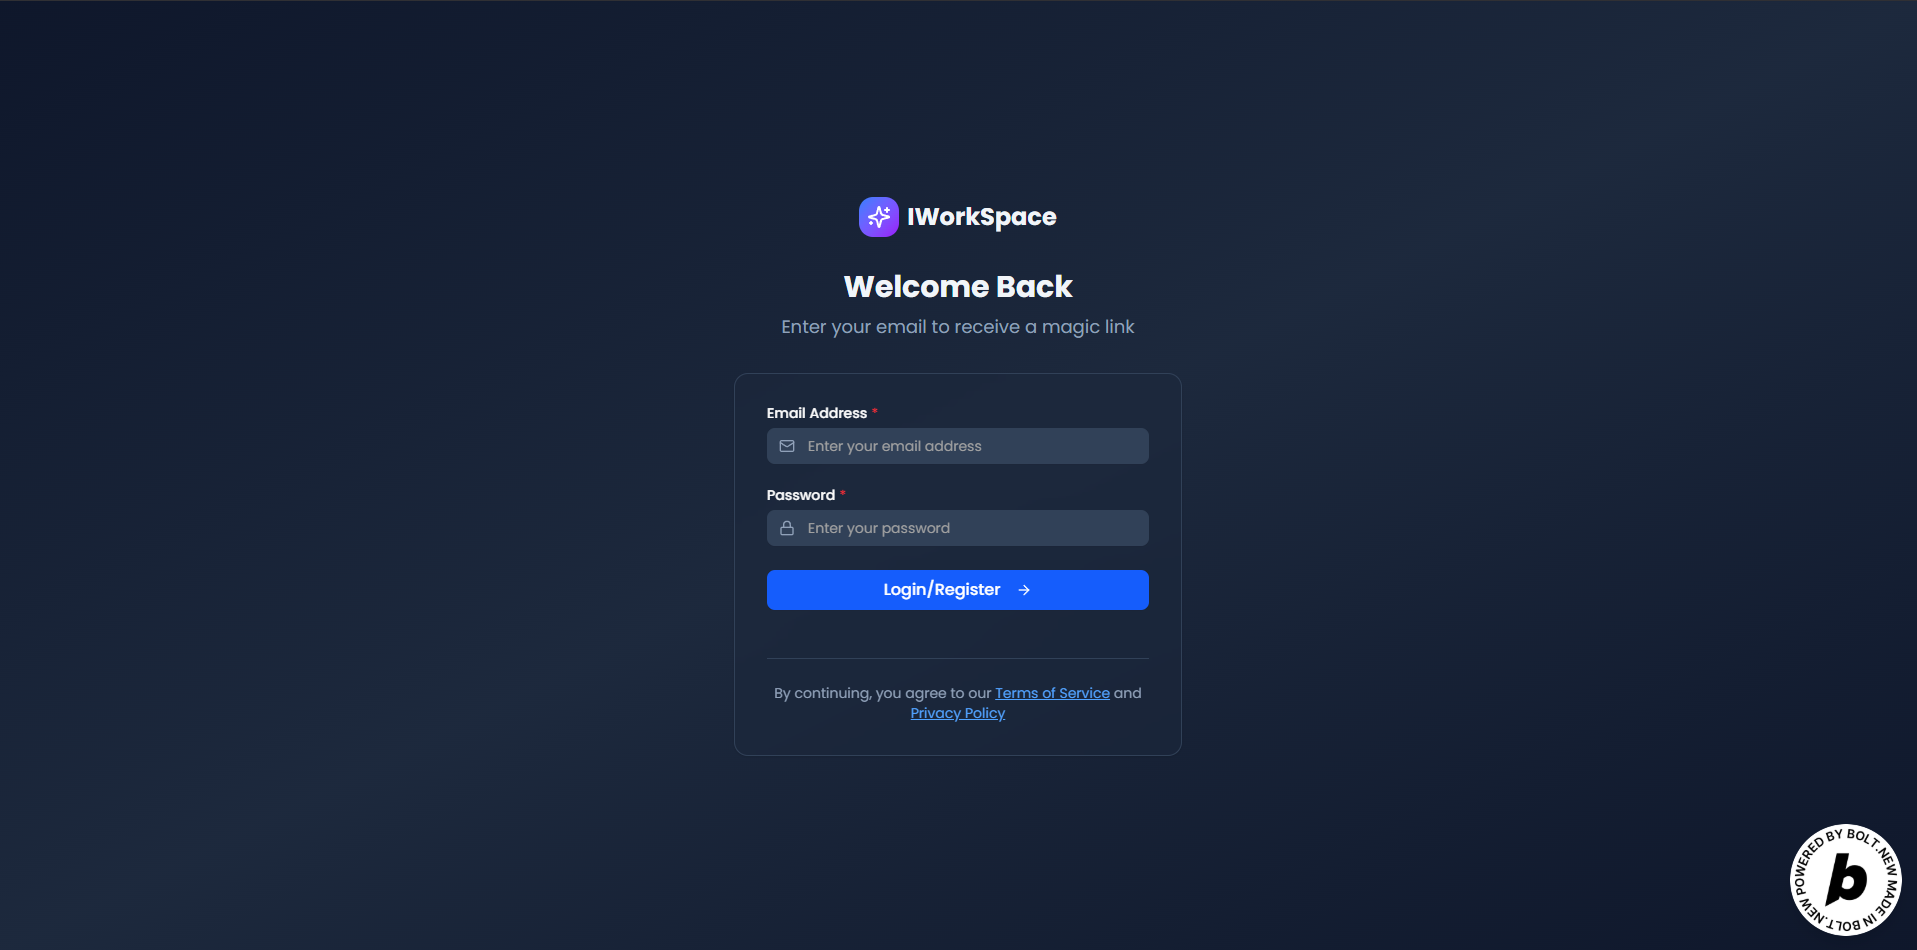 IWorkSpace
Welcome Back
Enter your email to receive a magic link
Email Address *
Enter your email address
Password *
Enter your password
Login/Register
By continuing, you agree to our Terms of Service and
Privacy Policy
POWERED BY BOLT.NEW MADE IN BOLT.NEW
b